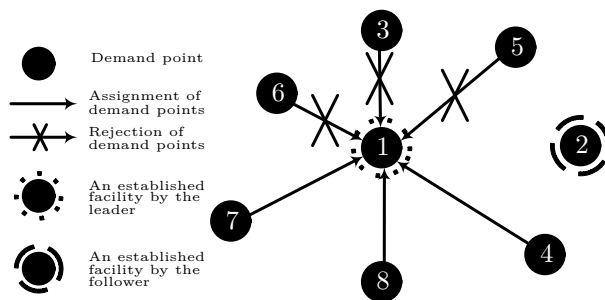 Demand point
Assignment of
demand points
Rejection of
demand points
An established
facility by the
leader
An established
facility by the
follower
3
5
6
1
2
7
4
8